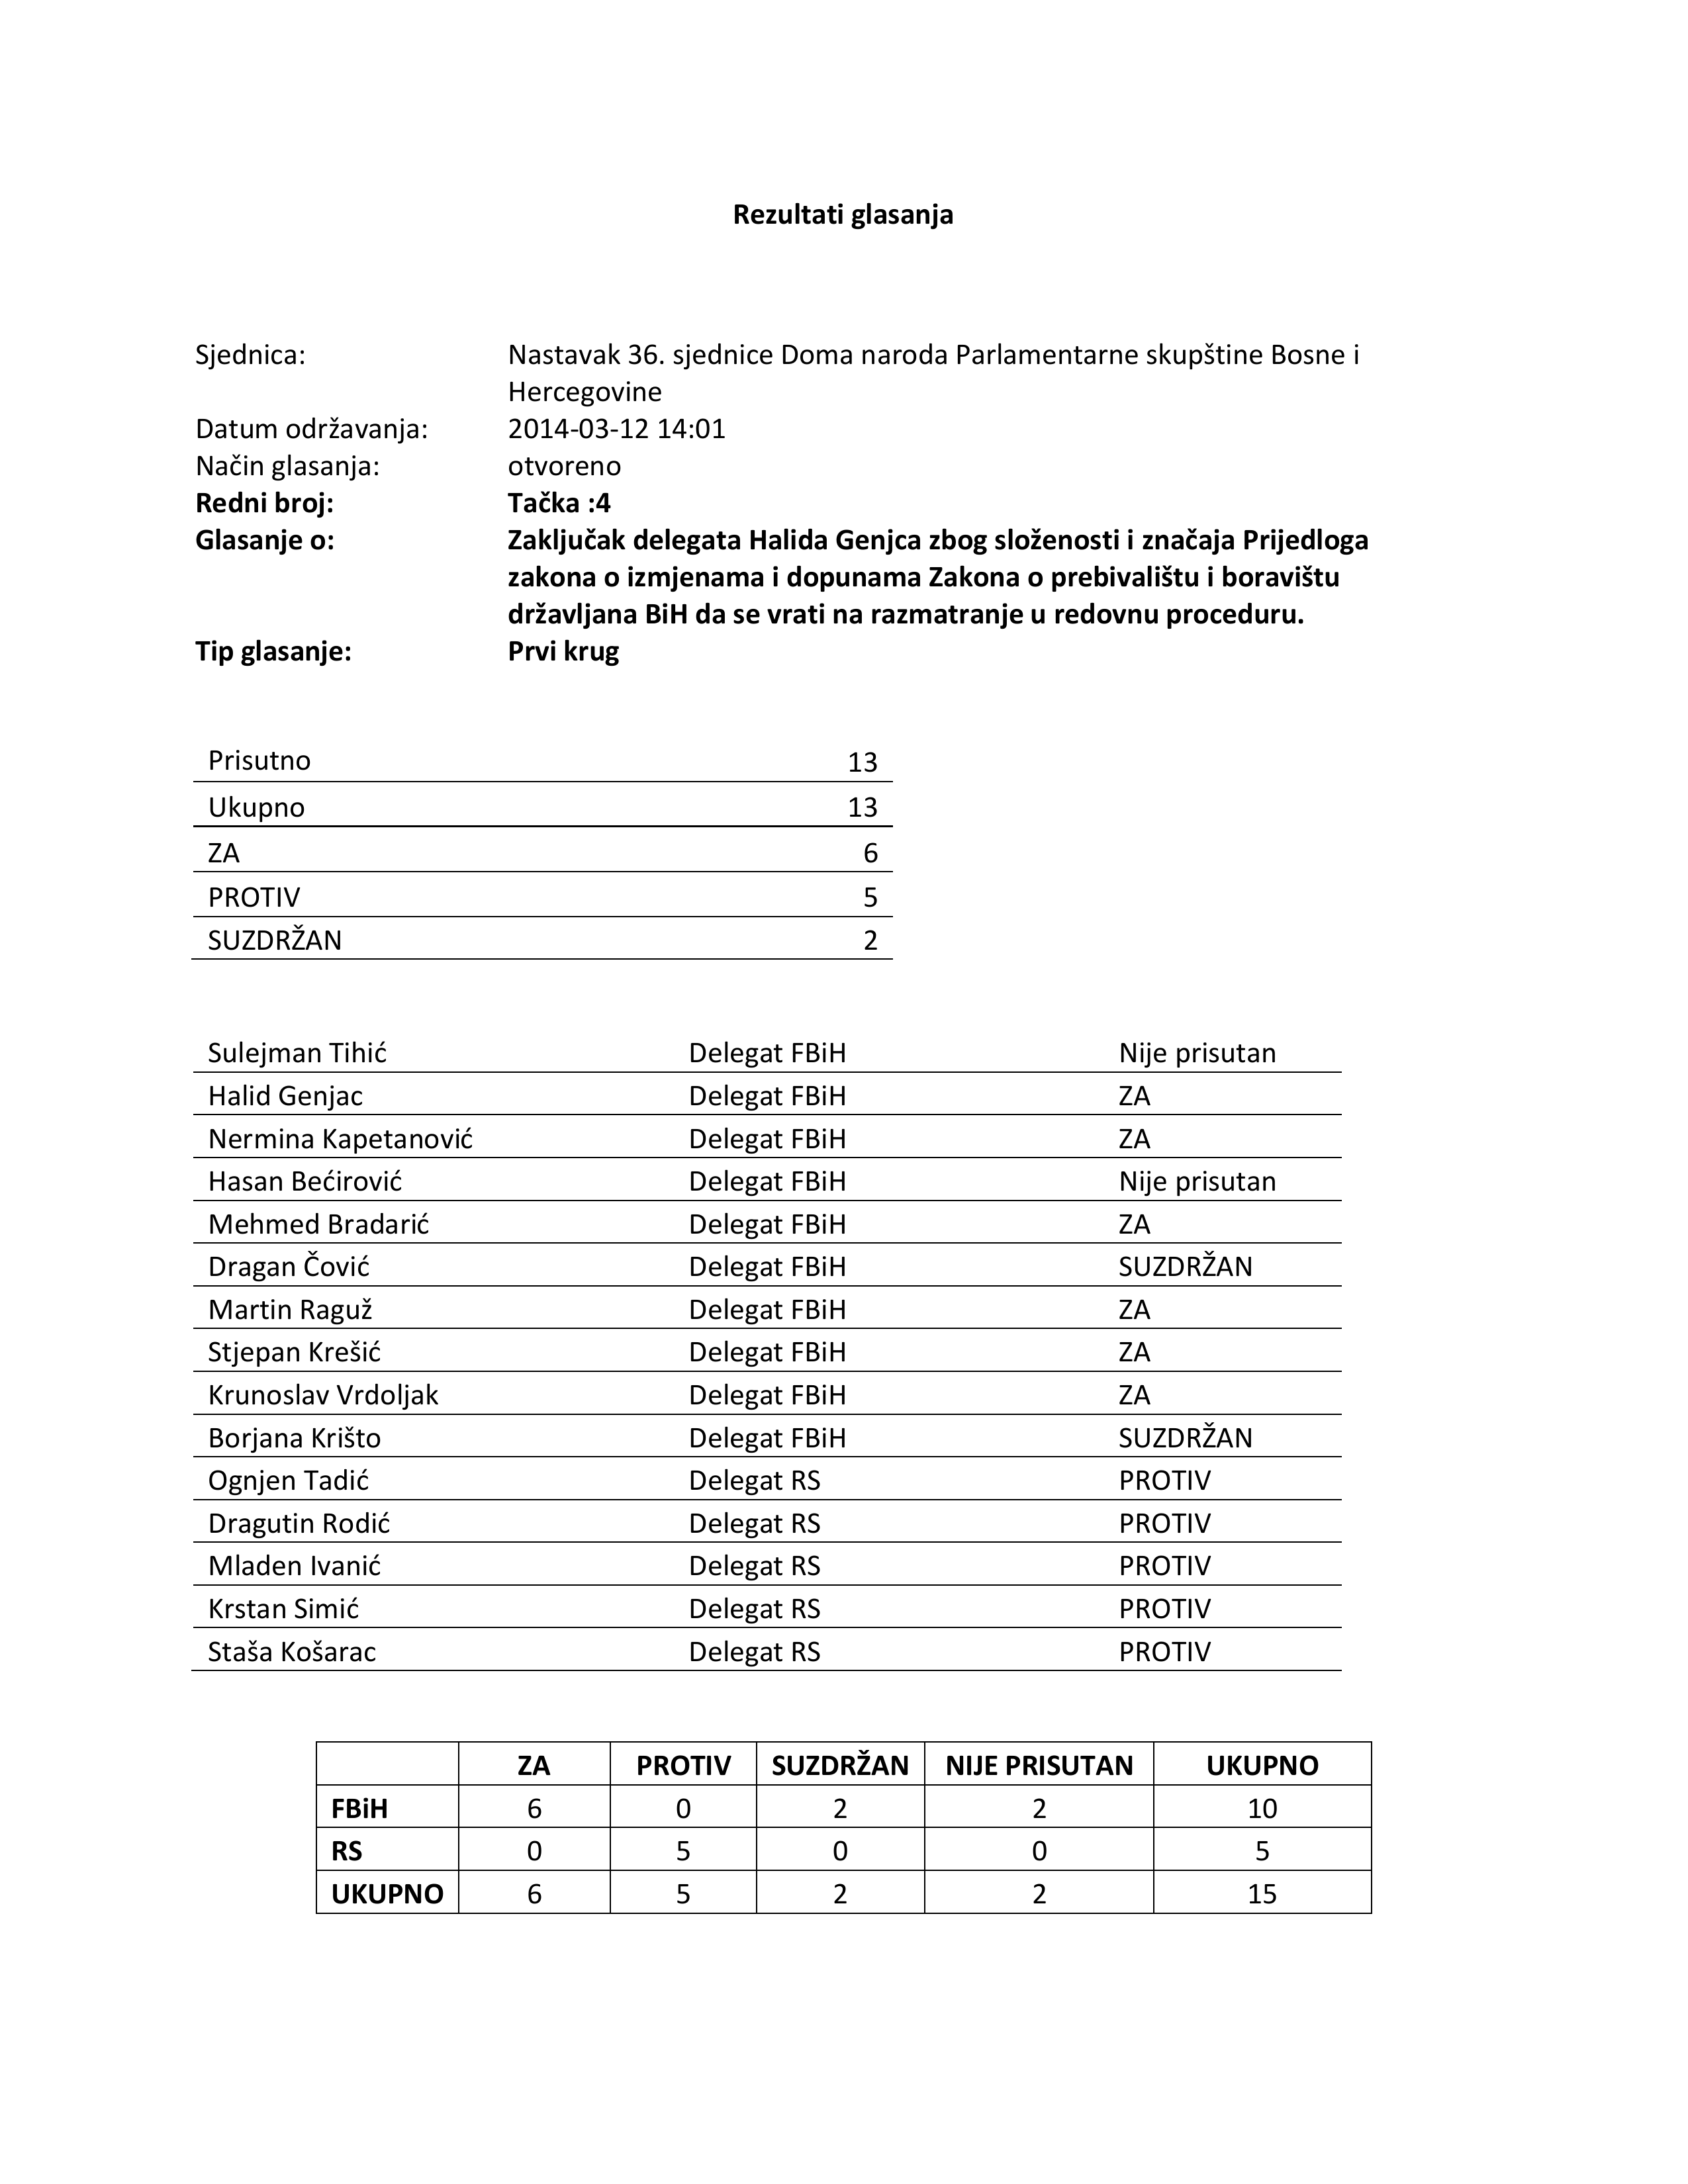 Rezultati glasanja
Sjednica: Nastavak 36. sjednice Doma naroda Parlamentarne skupštine Bosne i
Hercegovine
Datum održavanja: 2014-03-12 14:01
Način glasanja: otvoreno
Redni broj: Tačka :4
Glasanje o: Zaključak delegata Halida Genjca zbog složenosti i značaja Prijedloga
zakona o izmjenama i dopunama Zakona o prebivalištu i boravištu
državljana BiH da se vrati na razmatranje u redovnu proceduru.
Tip glasanje: Prvi krug
Prisutno 13
Ukupno 13
ZA 6
PROTIV 5
SUZDRŽAN 2
Sulejman Tihić Delegat FBiH Nije prisutan
Halid Genjac Delegat FBiH ZA
Nermina Kapetanović Delegat FBiH ZA
Hasan Bećirović Delegat FBiH Nije prisutan
Mehmed Bradarić Delegat FBiH ZA
Dragan Čović Delegat FBiH SUZDRŽAN
Martin Raguž Delegat FBiH ZA
Stjepan Krešić Delegat FBiH ZA
Krunoslav Vrdoljak Delegat FBiH ZA
Borjana Krišto Delegat FBiH SUZDRŽAN
Ognjen Tadić Delegat RS PROTIV
Dragutin Rodić Delegat RS PROTIV
Mladen Ivanić Delegat RS PROTIV
Krstan Simić Delegat RS PROTIV
Staša Košarac Delegat RS PROTIV
ZA PROTIV SUZDRŽAN NIJE PRISUTAN UKUPNO
FBiH 6 0 2 2 10
RS 0 5 0 0 5
UKUPNO 6 5 2 2 15